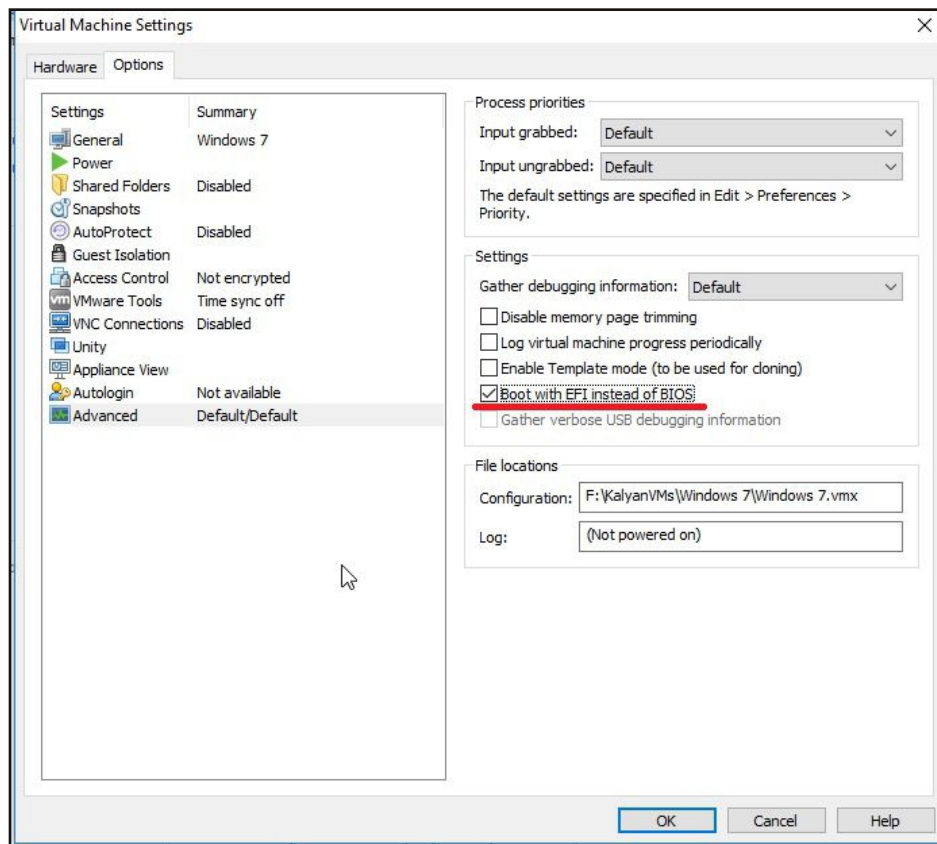 Virtual Machine Settings
Hardware Options
Settings Summary
General Windows 7
Power
Shared Folders Disabled
Snapshots
AutoProtect Disabled
Guest Isolation
Access Control Not encrypted
VMware Tools Time sync off
VNC Connections Disabled
Unity
Appliance View
Autologin Not available
Advanced Default/Default
Process priorities
Input grabbed: Default
Input ungrabbed: Default
The default settings are specified in Edit > Preferences >
Priority.
Settings
Gather debugging information: Default
Disable memory page trimming
Log virtual machine progress periodically
Enable Template mode (to be used for cloning)
Boot with EFI instead of BIOS
Gather verbose USB debugging information
File locations
Configuration: F:\KalyanVMs\Windows 7\Windows 7.vmx
Log: (Not powered on)
OK Cancel Help